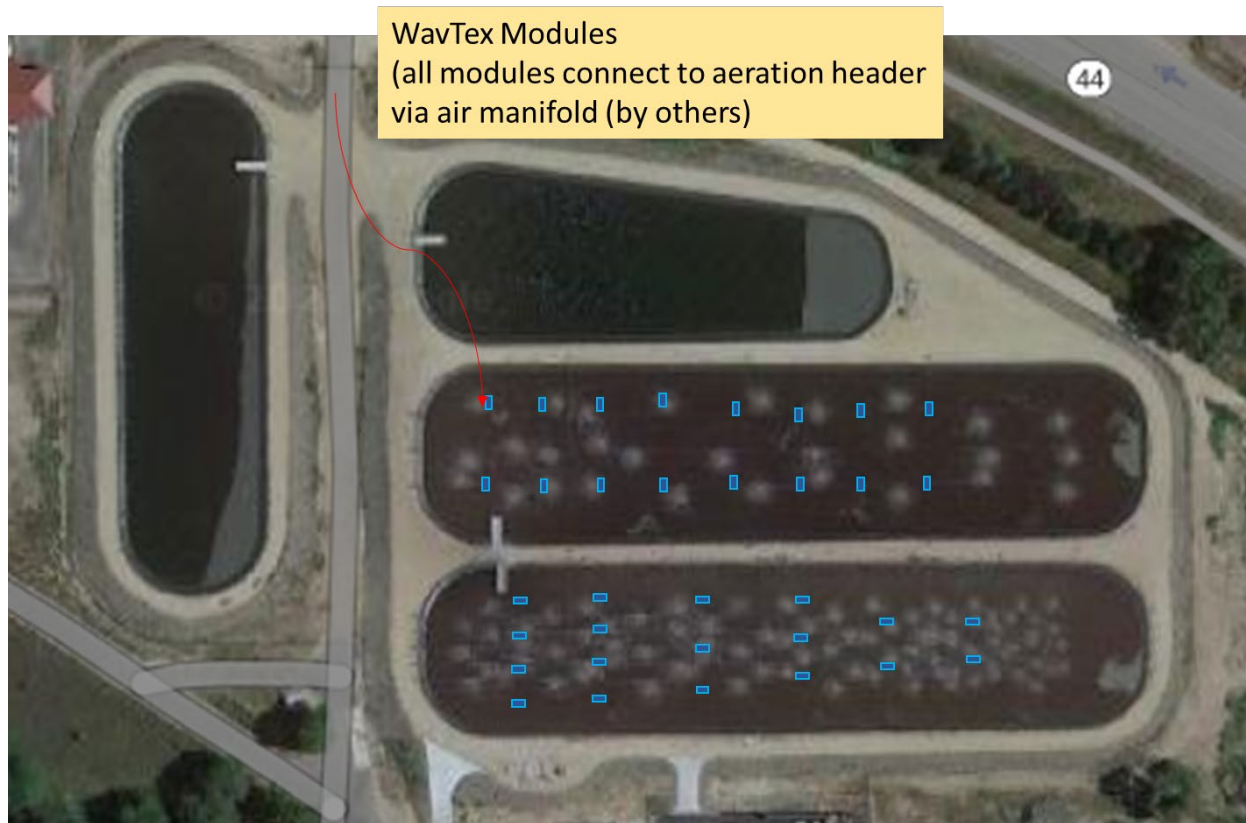 WavTex Modules
(all modules connect to aeration header
via air manifold (by others)
44